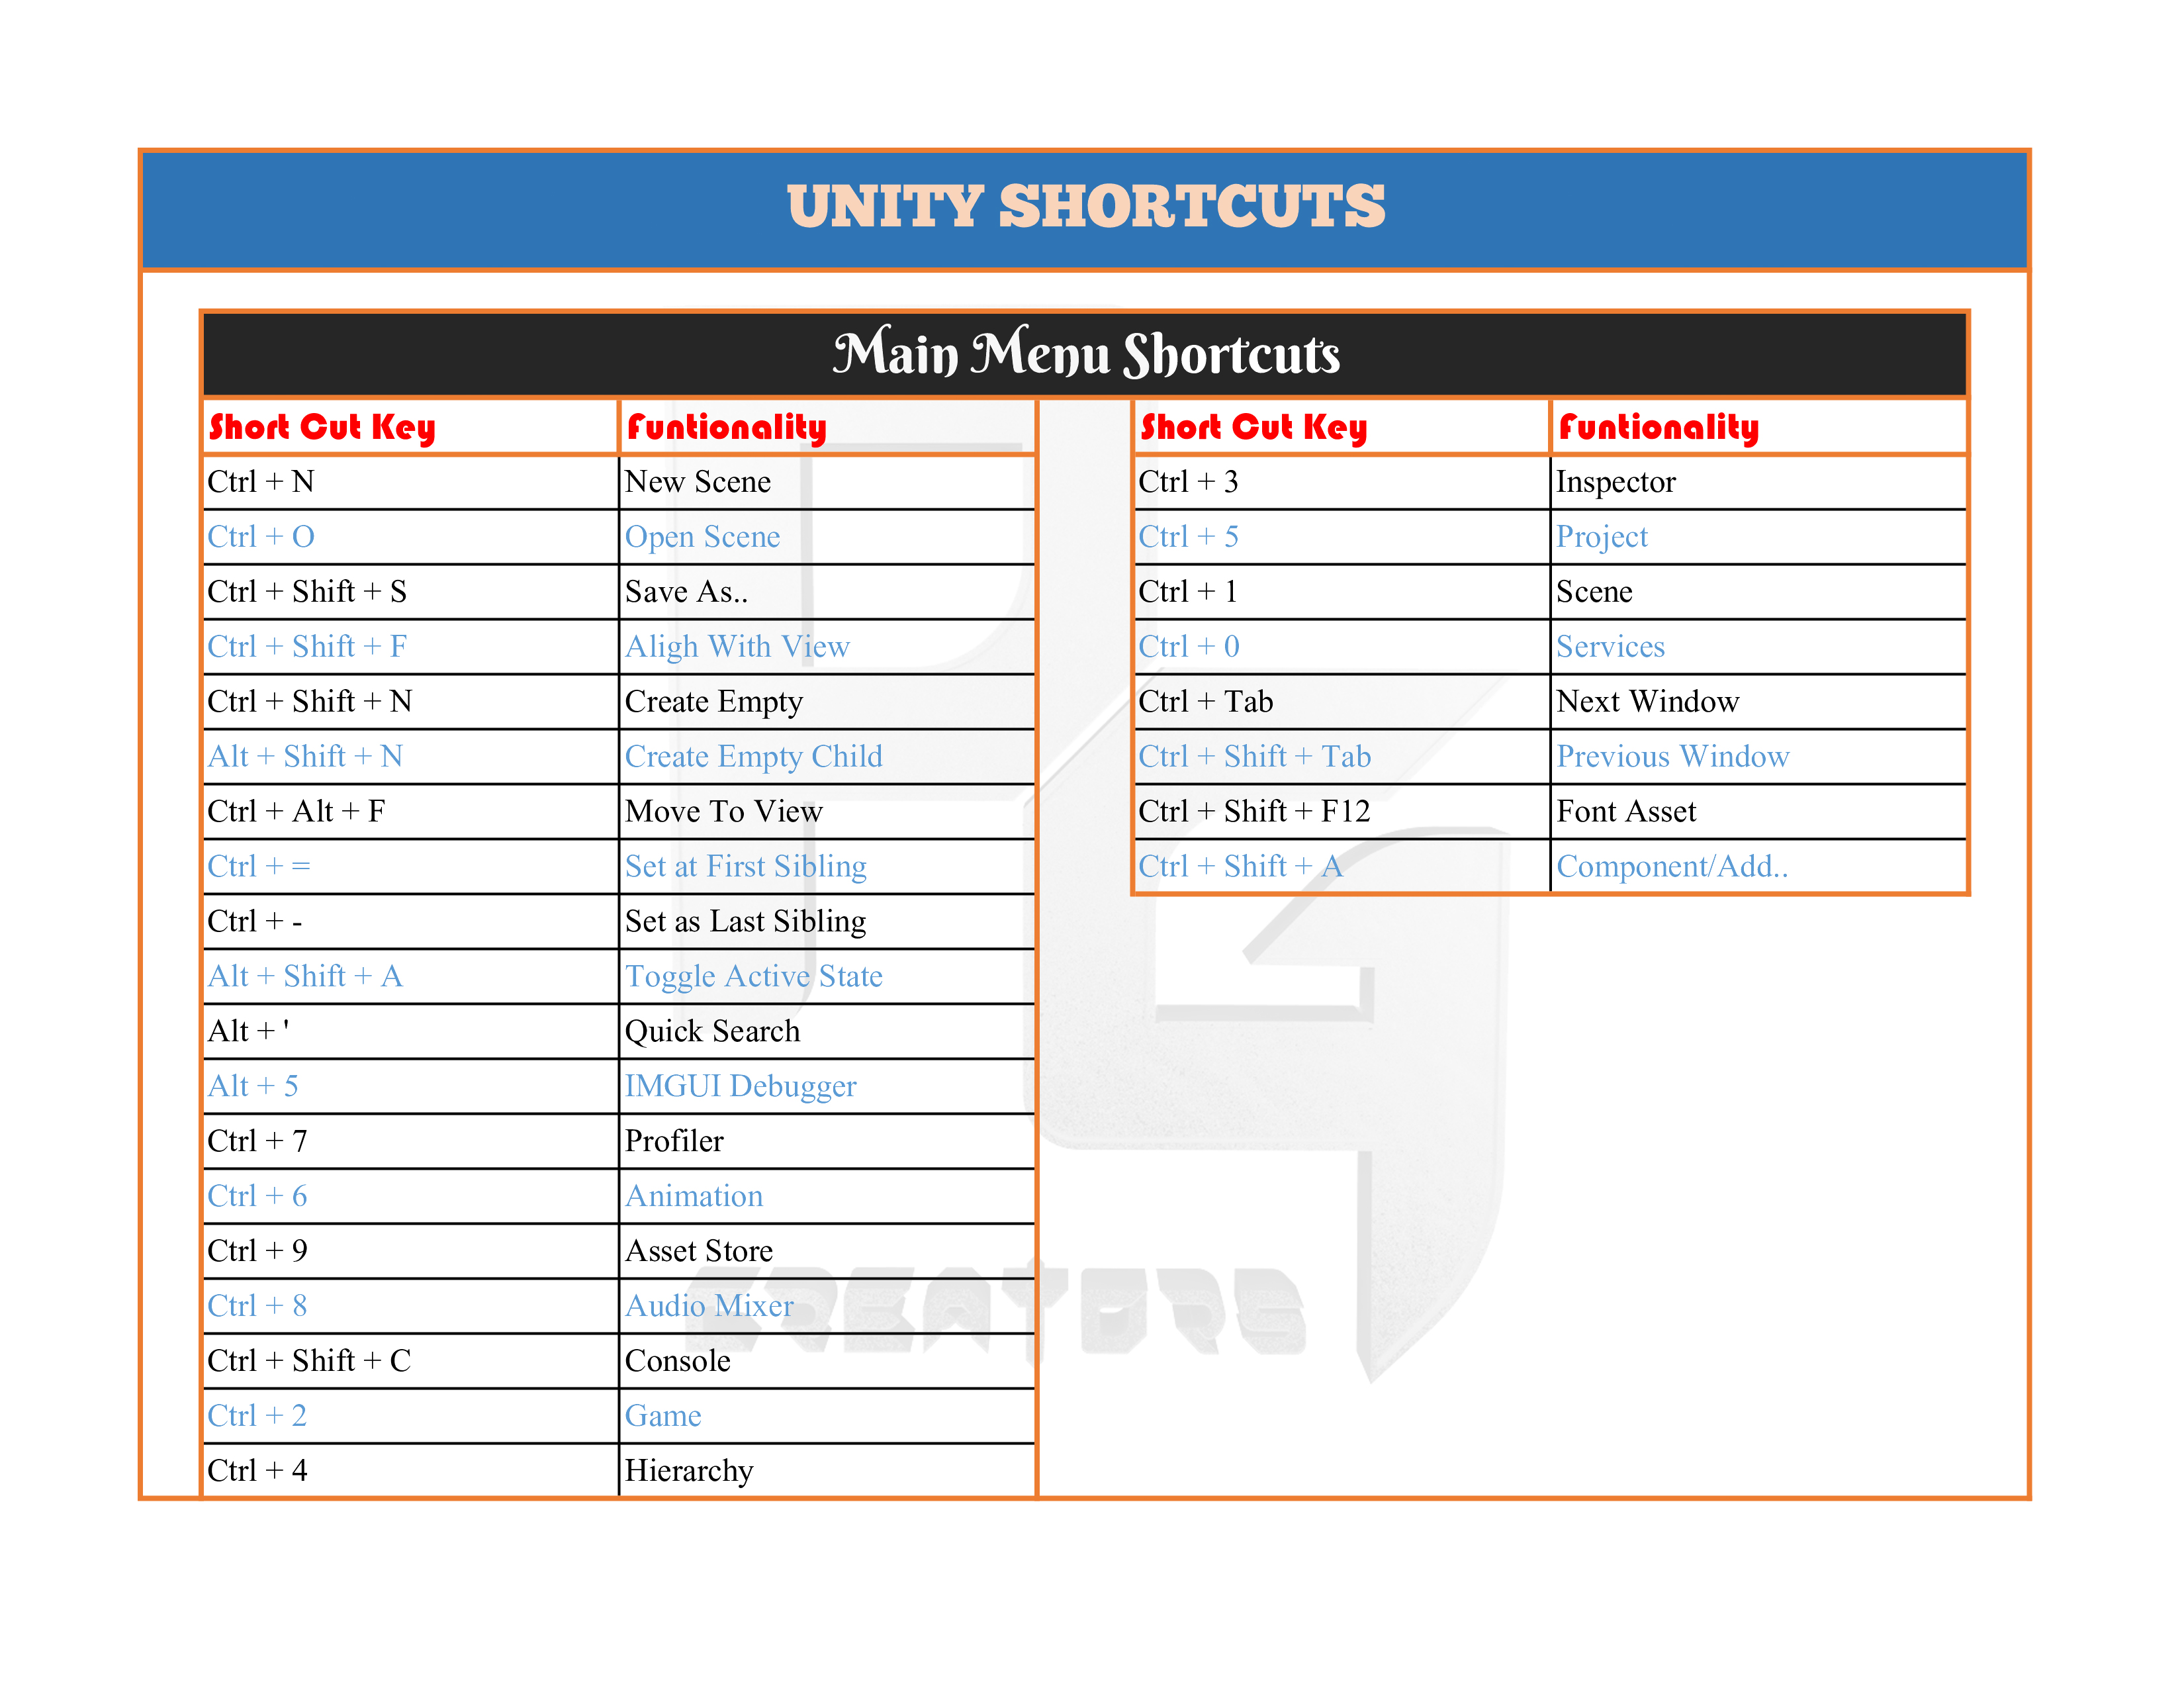 UNITY SHORTCUTS
Main Menu Shortcuts
Short Cut Key Funtionality
Ctrl + N New Scene
Ctrl + O Open Scene
Ctrl + Shift + S Save As..
Ctrl + Shift + F Aligh With View
Ctrl + Shift + N Create Empty
Alt + Shift + N Create Empty Child
Ctrl + Alt + F Move To View
Ctrl + = Set at First Sibling
Ctrl + - Set as Last Sibling
Alt + Shift + A Toggle Active State
Alt + ' Quick Search
Alt + 5 IMGUI Debugger
Ctrl + 7 Profiler
Ctrl + 6 Animation
Ctrl + 9 Asset Store
Ctrl + 8 Audio Mixer
Ctrl + Shift + C Console
Ctrl + 2 Game
Ctrl + 4 Hierarchy
Short Cut Key Funtionality
Ctrl + 3 Inspector
Ctrl + 5 Project
Ctrl + 1 Scene
Ctrl + 0 Services
Ctrl + Tab Next Window
Ctrl + Shift + Tab Previous Window
Ctrl + Shift + F12 Font Asset
Ctrl + Shift + A Component/Add..
CREATORS